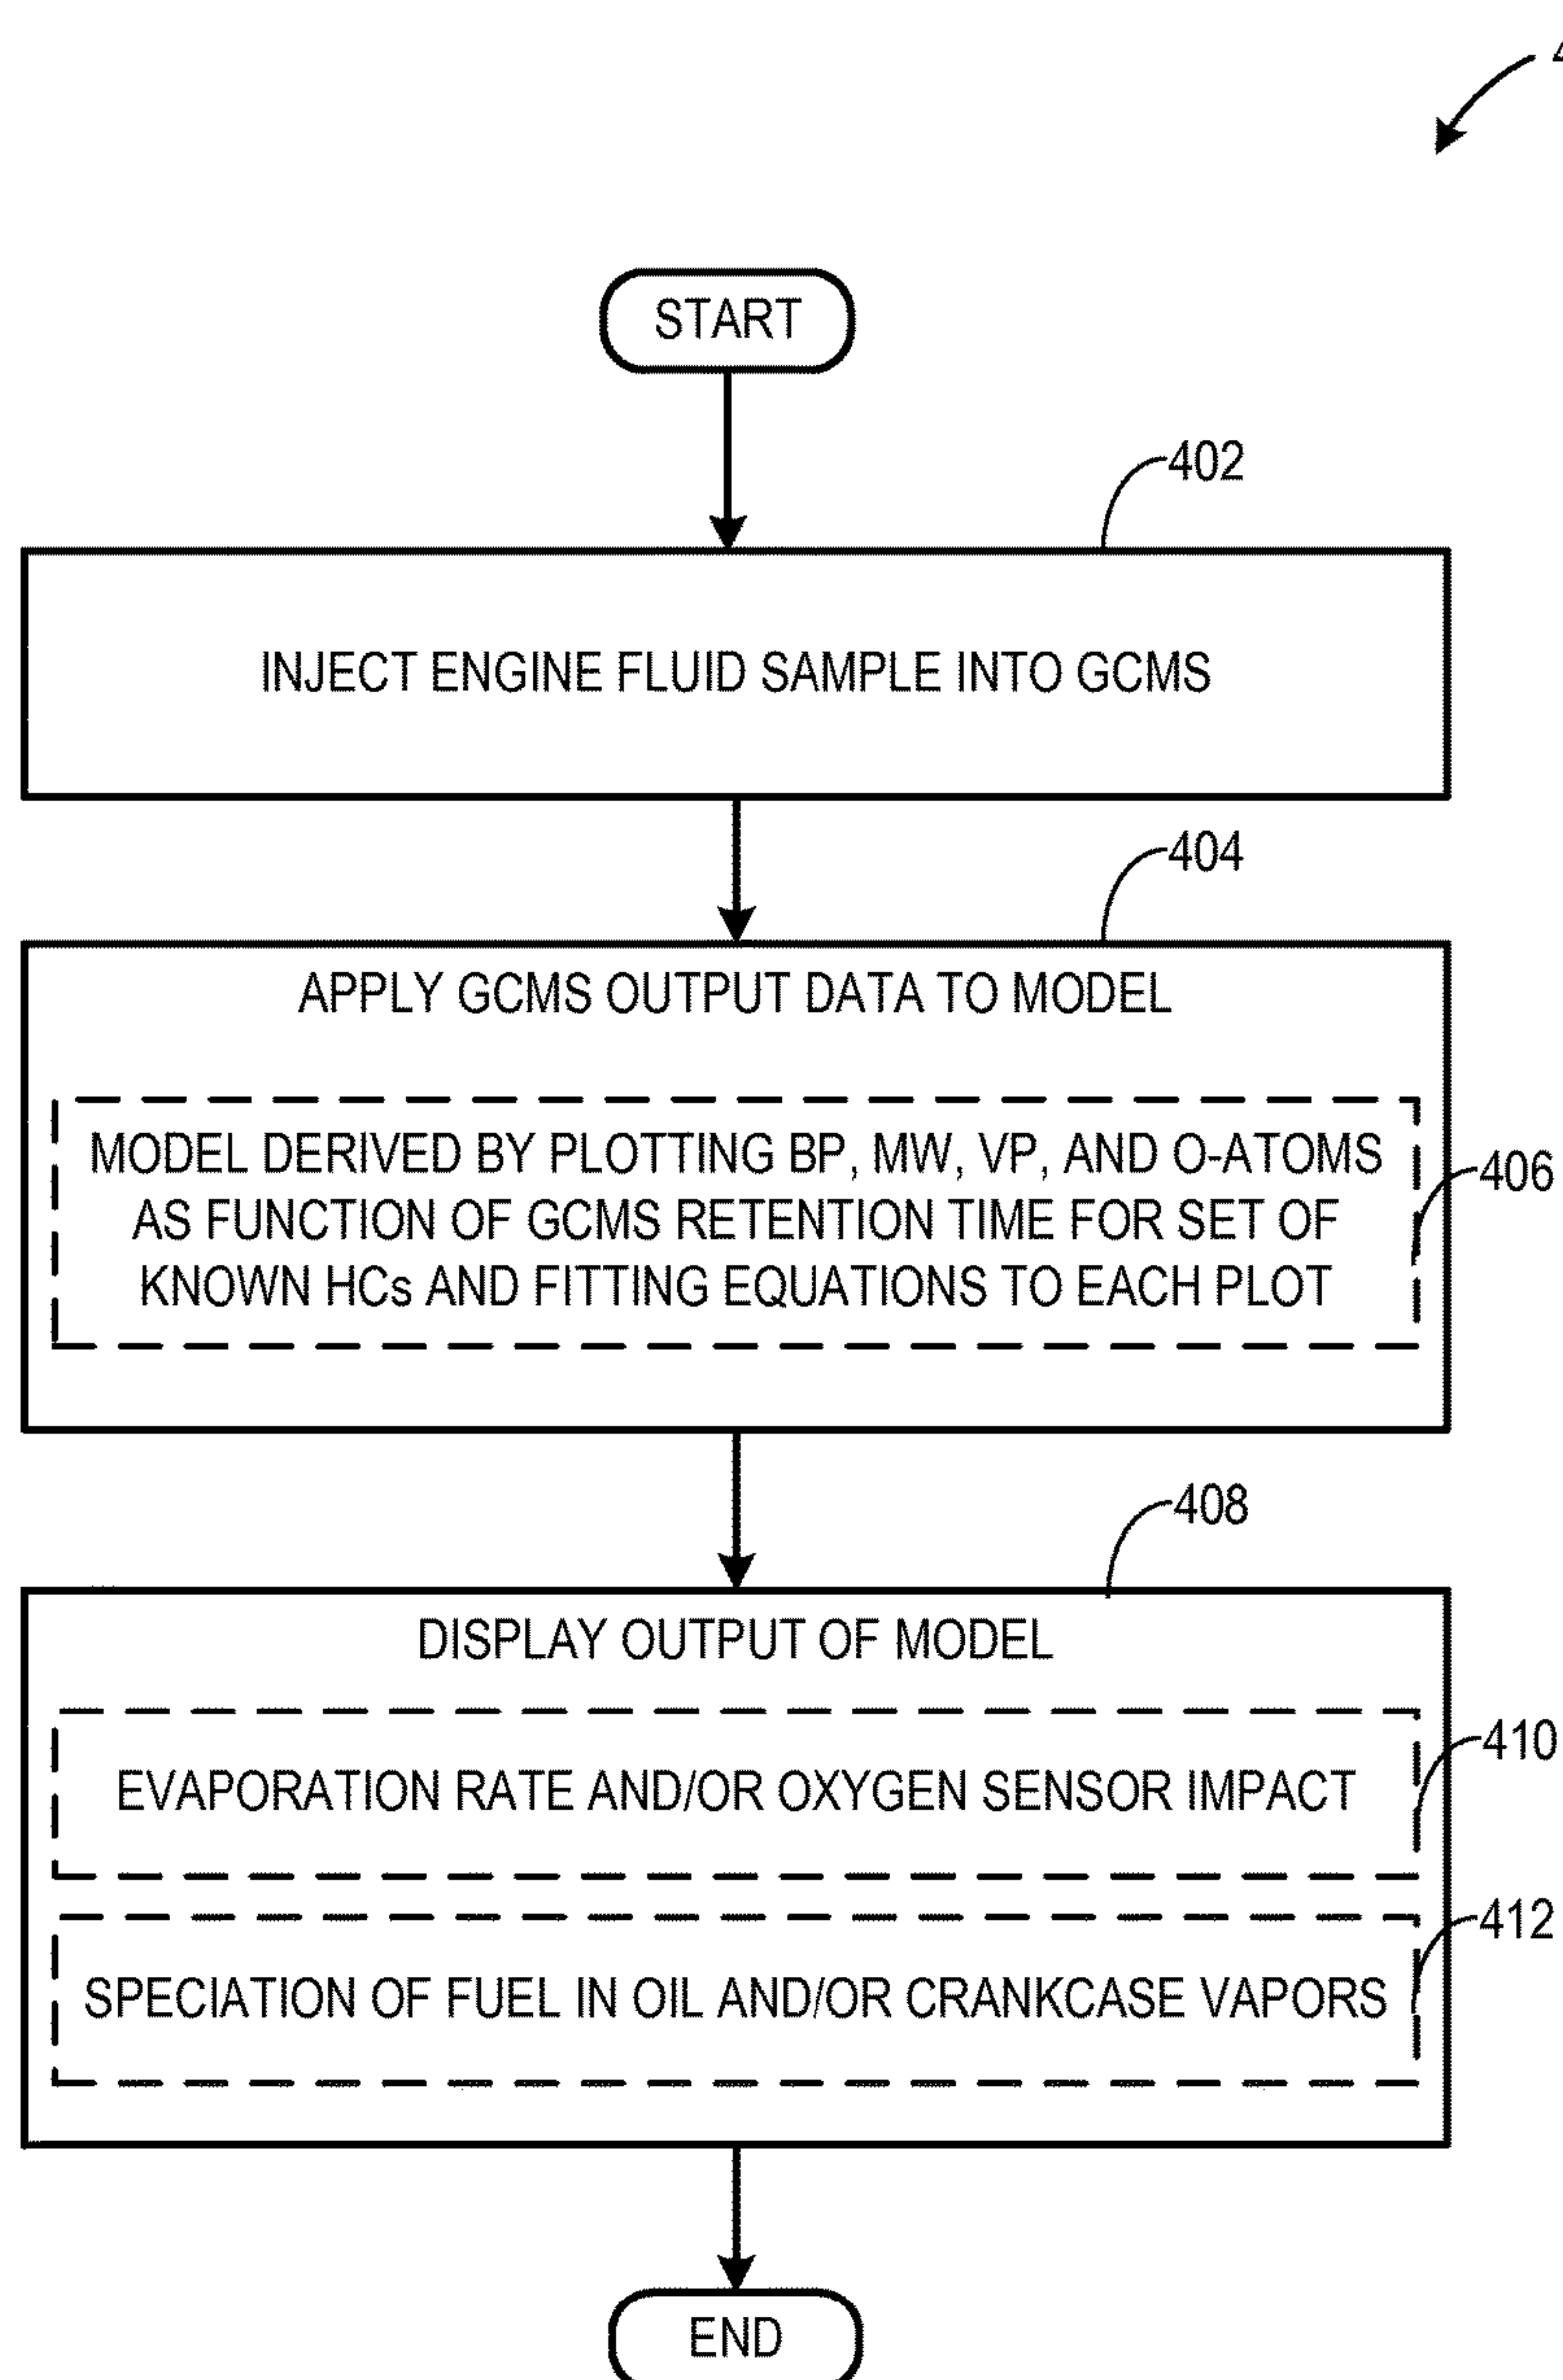 START
402
INJECT ENGINE FLUID SAMPLE INTO GCMS
404
APPLY GCMS OUTPUT DATA TO MODEL
MODEL DERIVED BY PLOTTING BP, MW, VP, AND O-ATOMS
AS FUNCTION OF GCMS RETENTION TIME FOR SET OF
KNOWN HCs AND FITTING EQUATIONS TO EACH PLOT
406
408
DISPLAY OUTPUT OF MODEL
EVAPORATION RATE AND/OR OXYGEN SENSOR IMPACT
410
SPECIATION OF FUEL IN OIL AND/OR CRANKCASE VAPORS
412
END